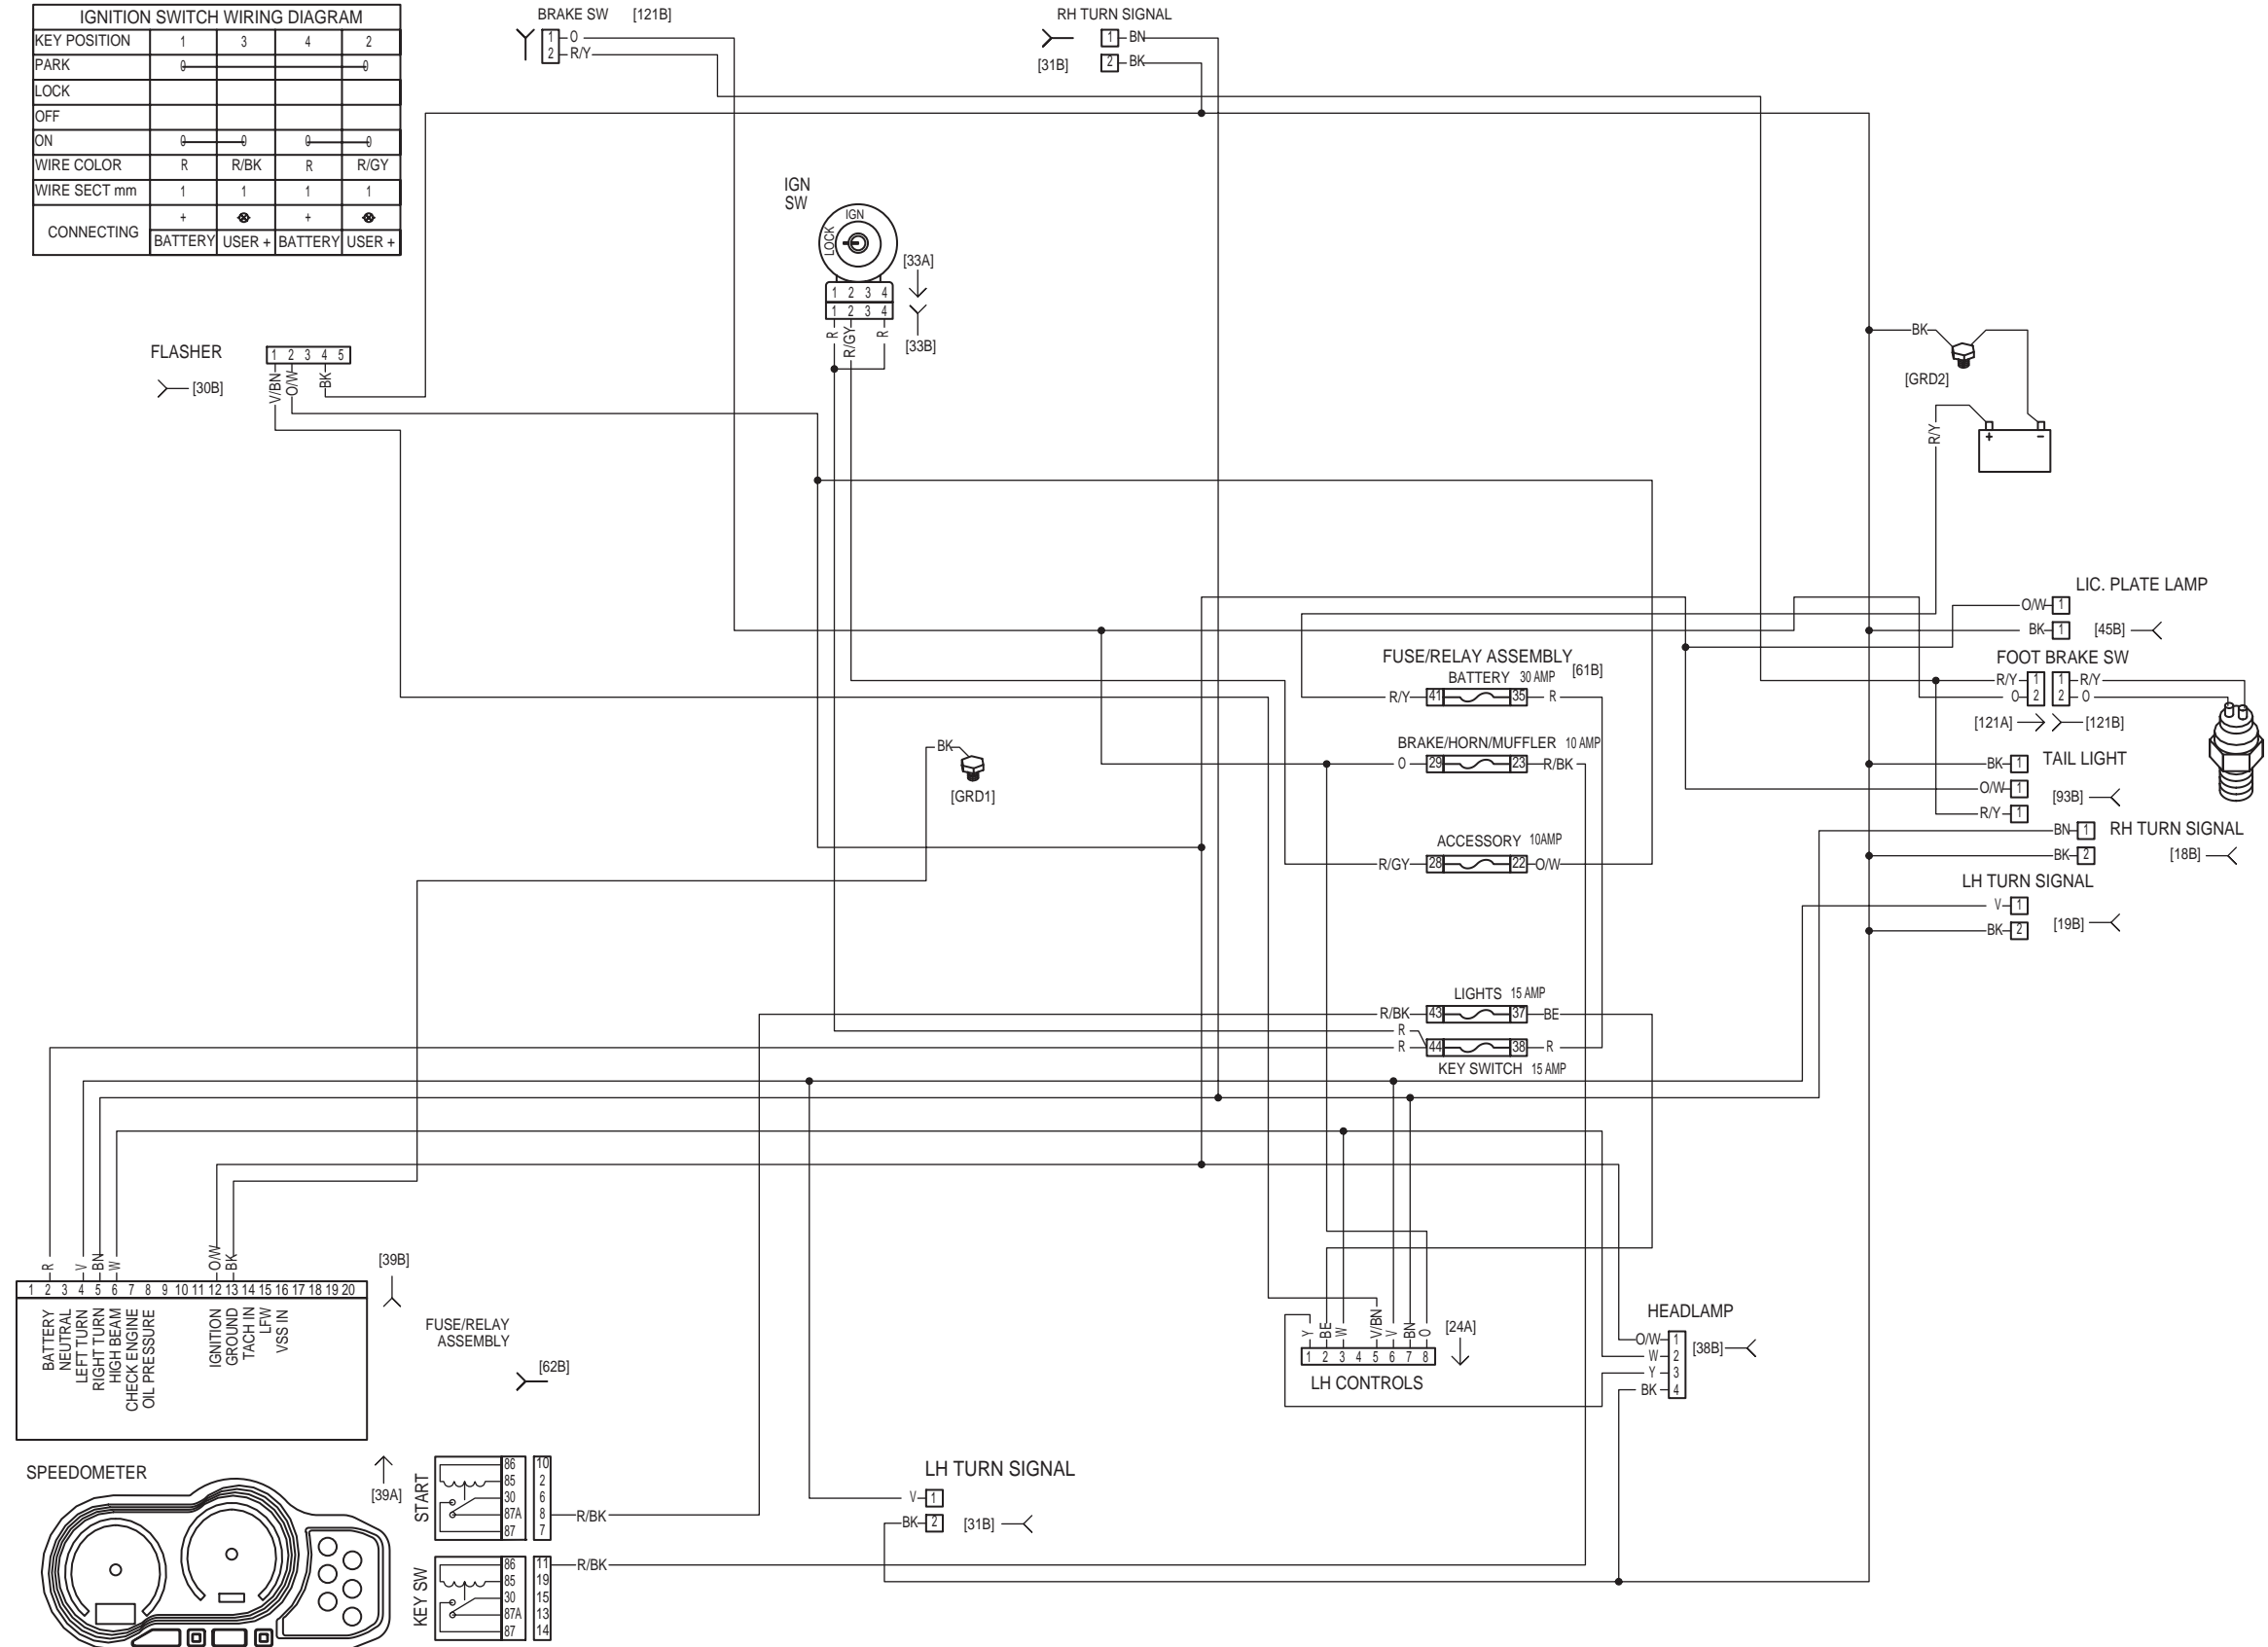 IGNITION SWITCH WIRING DIAGRAM
KEY POSITION 1 3 4 2
PARK 0 0
LOCK
OFF
ON 0 0 0 0
WIRE COLOR R R/BK R R/GY
WIRE SECT mm 1 1 1 1
CONNECTING + ⊗ + ⊗
BATTERY USER + BATTERY USER +
BRAKE SW [121B]
1 O
2 R/Y
RH TURN SIGNAL
[31B]
1 BN
2 BK
IGN
SW
IGN
LOCK
[33A]
1 2 3 4
1 2 3 4
R R/GY R
[33B]
FLASHER
[30B]
1 2 3 4 5
V/BN O/W BK
BK
[GRD2]
R/Y
+ -
LIC. PLATE LAMP
O/W 1
BK 1 [45B]
FOOT BRAKE SW
R/Y 1 1 R/Y
O 2 2 O
[121A] [121B]
TAIL LIGHT
BK 1
O/W 1 [93B]
R/Y 1
RH TURN SIGNAL
BN 1
BK 2 [18B]
LH TURN SIGNAL
V 1
BK 2 [19B]
FUSE/RELAY ASSEMBLY [61B]
BATTERY 30 AMP
R/Y 41 35 R
BRAKE/HORN/MUFFLER 10 AMP
O 29 23 R/BK
ACCESSORY 10AMP
R/GY 28 22 O/W
LIGHTS 15 AMP
R/BK 43 37 BE
R
R 44 38 R
KEY SWITCH 15 AMP
BK
[GRD1]
R V BN W O/W BK
[39B]
1 2 3 4 5 6 7 8 9 10 11 12 13 14 15 16 17 18 19 20
BATTERY
NEUTRAL
LEFT TURN
RIGHT TURN
HIGH BEAM
CHECK ENGINE
OIL PRESSURE
IGNITION
GROUND
TACH IN
LFW
VSS IN
SPEEDOMETER
[39A]
FUSE/RELAY
ASSEMBLY
[62B]
START
86 10
85 2
30 6
87A 8 R/BK
87 7
KEY SW
86 11 R/BK
85 19
30 15
87A 13
87 14
LH TURN SIGNAL
V 1
BK 2 [31B]
Y BE W V/BN V BN O
1 2 3 4 5 6 7 8
[24A]
LH CONTROLS
HEADLAMP
O/W 1
W 2
Y 3
BK 4
[38B]